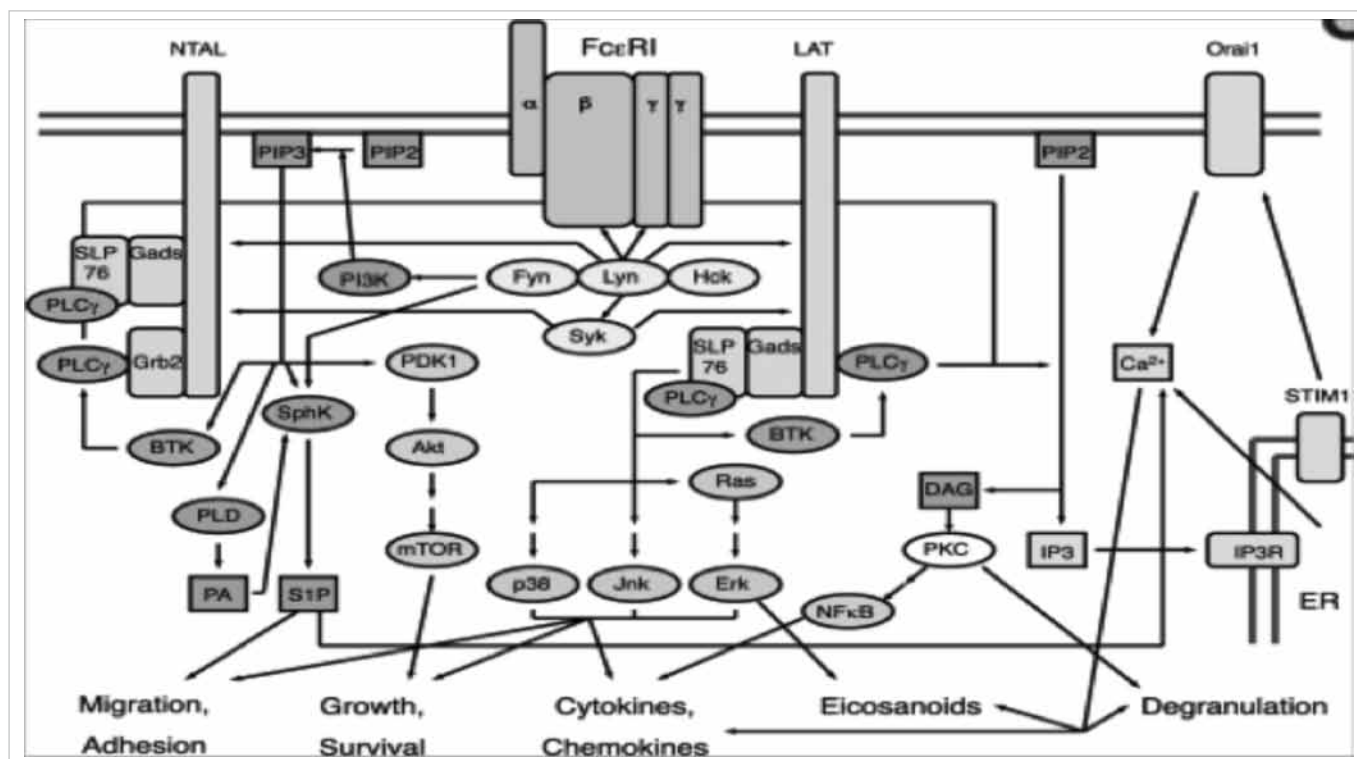 NTAL
FcεRI
LAT
Orai1
α
β
γ
γ
PIP3
PIP2
PIP2
SLP
76
Gads
PI3K
Fyn
Lyn
Hck
PLCγ
Syk
SLP
76
Gads
PLCγ
Grb2
PDK1
PLCγ
Ca²⁺
PLCγ
STIM1
SphK
BTK
Akt
BTK
Ras
DAG
PLD
mTOR
PKC
IP3
IP3R
PA
S1P
p38
Jnk
Erk
NFκB
ER
Migration,
Adhesion
Growth,
Survival
Cytokines,
Chemokines
Eicosanoids
Degranulation